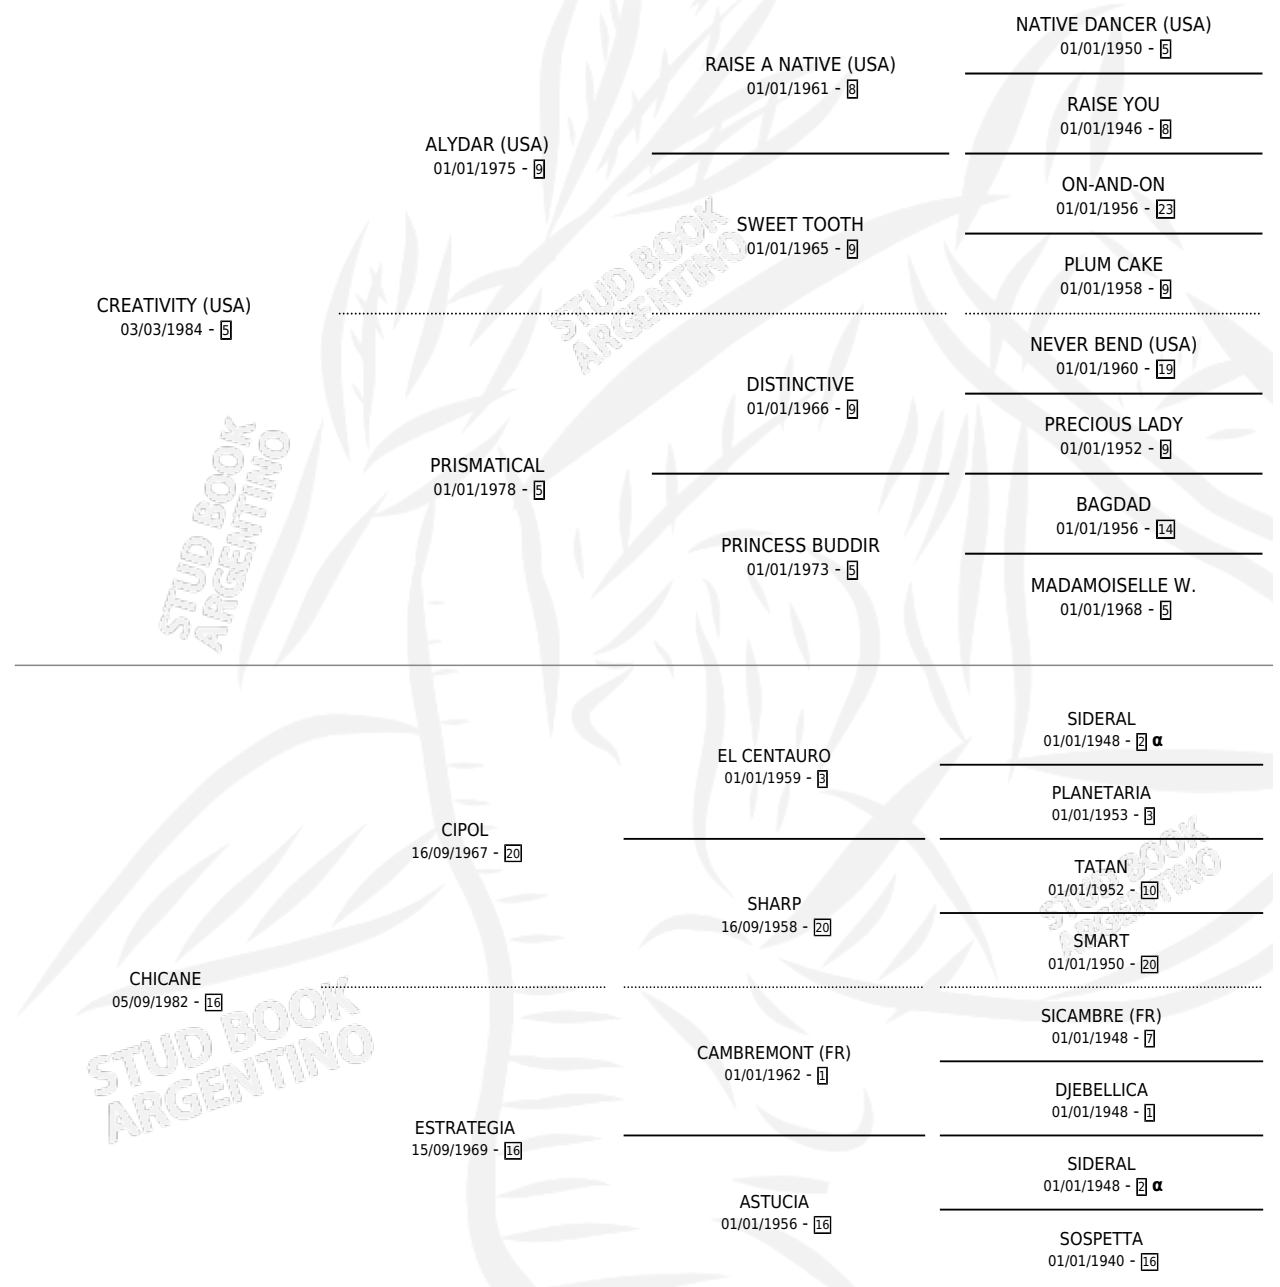 NATIVE DANCER (USA)
01/01/1950 - 5
RAISE A NATIVE (USA)
01/01/1961 - 8
RAISE YOU
01/01/1946 - 8
ALYDAR (USA)
01/01/1975 - 9
ON-AND-ON
01/01/1956 - 23
SWEET TOOTH
01/01/1965 - 9
PLUM CAKE
01/01/1958 - 9
CREATIVITY (USA)
03/03/1984 - 5
NEVER BEND (USA)
01/01/1960 - 19
DISTINCTIVE
01/01/1966 - 9
PRECIOUS LADY
01/01/1952 - 9
PRISMATICAL
01/01/1978 - 5
BAGDAD
01/01/1956 - 14
PRINCESS BUDDIR
01/01/1973 - 5
MADAMOISELLE W.
01/01/1968 - 5
STUD BOOK
ARGENTINO
STUD BOOK
ARGENTINO
SIDERAL
01/01/1948 - 2 α
EL CENTAURO
01/01/1959 - 3
PLANETARIA
01/01/1953 - 3
CIPOL
16/09/1967 - 20
TATAN
01/01/1952 - 10
SHARP
16/09/1958 - 20
SMART
01/01/1950 - 20
CHICANE
05/09/1982 - 16
SICAMBRE (FR)
01/01/1948 - 7
CAMBREMONT (FR)
01/01/1962 - 1
DJEBELLICA
01/01/1948 - 1
ESTRATEGIA
15/09/1969 - 16
SIDERAL
01/01/1948 - 2 α
ASTUCIA
01/01/1956 - 16
SOSPETTA
01/01/1940 - 16
STUD BOOK
ARGENTINO
STUD BOOK
ARGENTINO